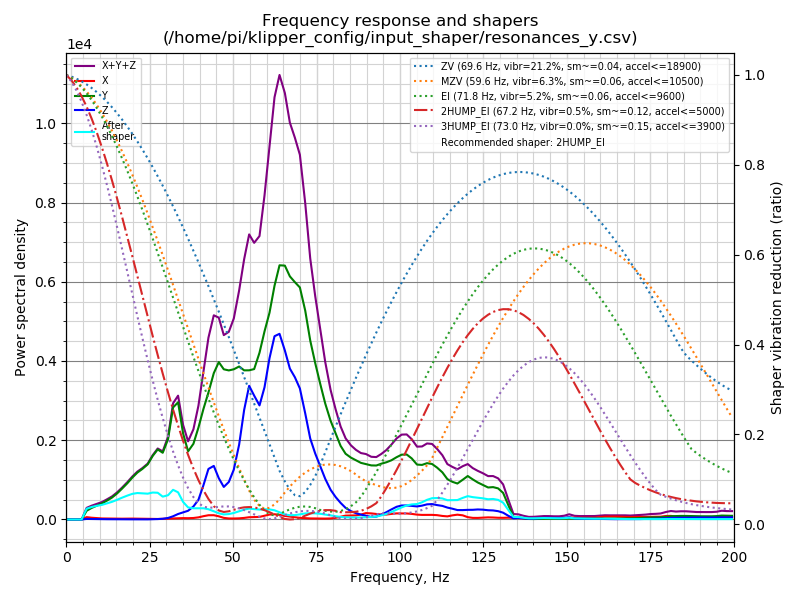 Frequency response and shapers
(/home/pi/klipper_config/input_shaper/resonances_y.csv)
1e4
X+Y+Z
X
Y
Z
After
shaper
ZV (69.6 Hz, vibr=21.2%, sm~=0.04, accel<=18900)
MZV (59.6 Hz, vibr=6.3%, sm~=0.06, accel<=10500)
EI (71.8 Hz, vibr=5.2%, sm~=0.06, accel<=9600)
2HUMP_EI (67.2 Hz, vibr=0.5%, sm~=0.12, accel<=5000)
3HUMP_EI (73.0 Hz, vibr=0.0%, sm~=0.15, accel<=3900)
Recommended shaper: 2HUMP_EI
Power spectral density
1.0
0.8
0.6
0.4
0.2
0.0
Shaper vibration reduction (ratio)
1.0
0.8
0.6
0.4
0.2
0.0
0 25 50 75 100 125 150 175 200
Frequency, Hz